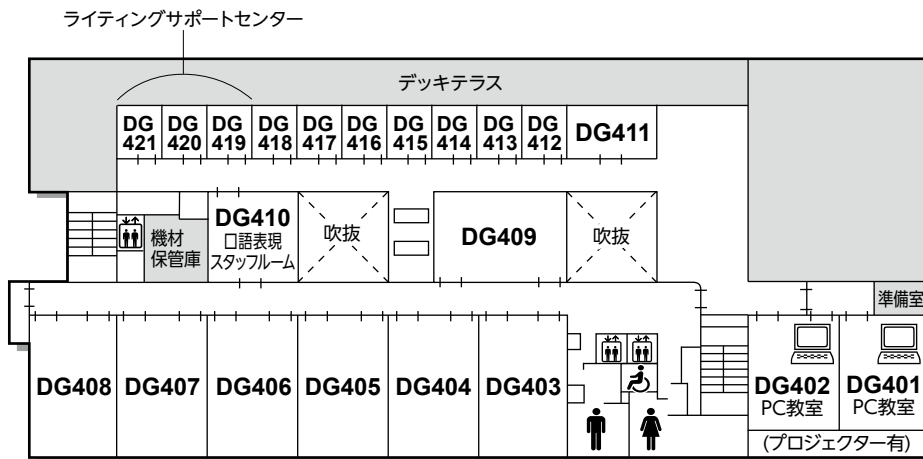 ライティングサポートセンター
デッキテラス
DG
421
DG
420
DG
419
DG
418
DG
417
DG
416
DG
415
DG
414
DG
413
DG
412
DG411
機材
保管庫
DG410
口語表現
スタッフルーム
吹抜
DG409
吹抜
準備室
DG408
DG407
DG406
DG405
DG404
DG403
DG402
PC教室
DG401
PC教室
(プロジェクター有)